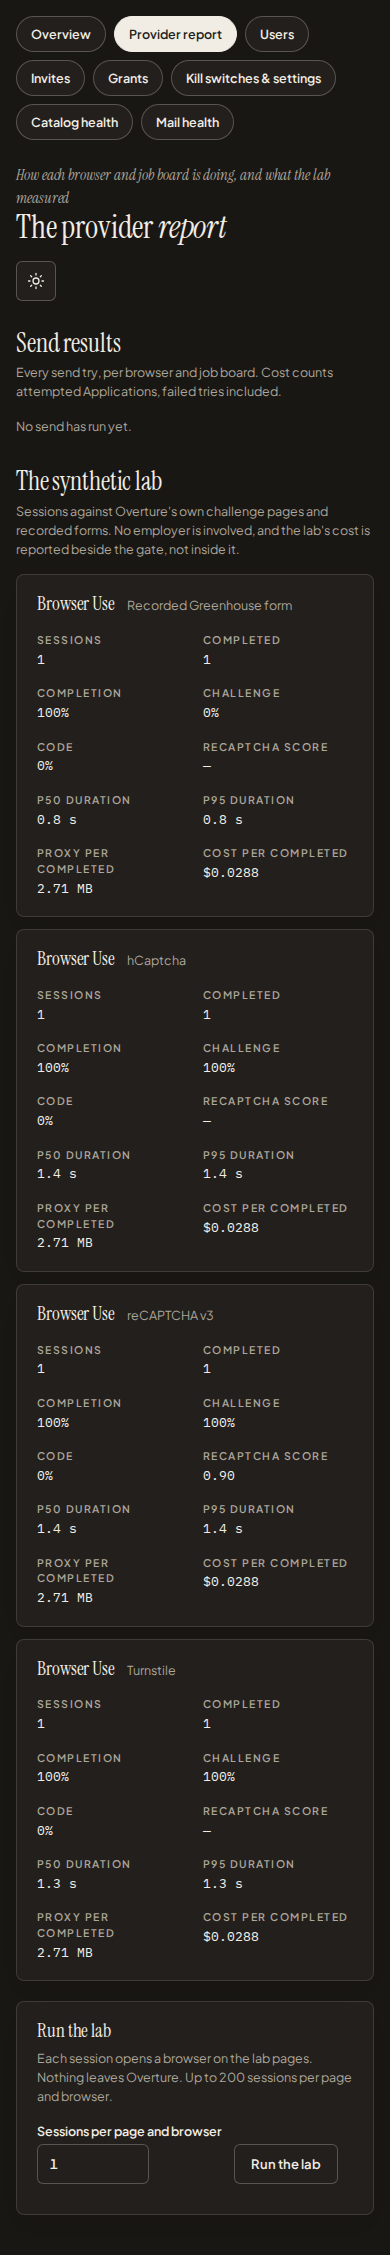 Overview
Provider report
Users
Invites
Grants
Kill switches & settings
Catalog health
Mail health
How each browser and job board is doing, and what the lab
measured
The provider report
Send results
Every send try, per browser and job board. Cost counts
attempted Applications, failed tries included.
No send has run yet.
The synthetic lab
Sessions against Overture's own challenge pages and
recorded forms. No employer is involved, and the lab's cost is
reported beside the gate, not inside it.
Browser Use Recorded Greenhouse form
SESSIONS
1
COMPLETED
1
COMPLETION
100%
CHALLENGE
0%
CODE
0%
RECAPTCHA SCORE
—
P50 DURATION
0.8 s
P95 DURATION
0.8 s
PROXY PER
COMPLETED
2.71 MB
COST PER COMPLETED
$0.0288
Browser Use hCaptcha
SESSIONS
1
COMPLETED
1
COMPLETION
100%
CHALLENGE
100%
CODE
0%
RECAPTCHA SCORE
—
P50 DURATION
1.4 s
P95 DURATION
1.4 s
PROXY PER
COMPLETED
2.71 MB
COST PER COMPLETED
$0.0288
Browser Use reCAPTCHA v3
SESSIONS
1
COMPLETED
1
COMPLETION
100%
CHALLENGE
100%
CODE
0%
RECAPTCHA SCORE
0.90
P50 DURATION
1.4 s
P95 DURATION
1.4 s
PROXY PER
COMPLETED
2.71 MB
COST PER COMPLETED
$0.0288
Browser Use Turnstile
SESSIONS
1
COMPLETED
1
COMPLETION
100%
CHALLENGE
100%
CODE
0%
RECAPTCHA SCORE
—
P50 DURATION
1.3 s
P95 DURATION
1.3 s
PROXY PER
COMPLETED
2.71 MB
COST PER COMPLETED
$0.0288
Run the lab
Each session opens a browser on the lab pages.
Nothing leaves Overture. Up to 200 sessions per page
and browser.
Sessions per page and browser
1
Run the lab